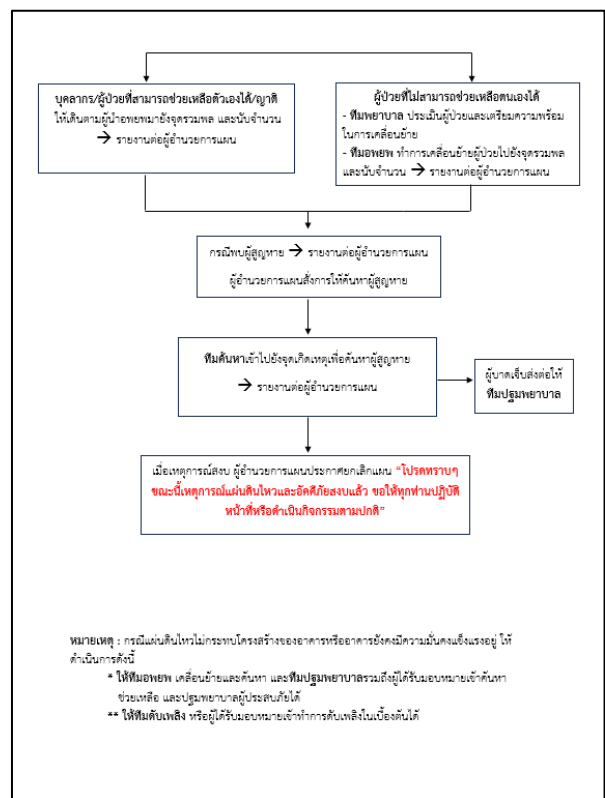 บุคลากร/ผู้ป่วยที่สามารถช่วยเหลือตัวเองได้/ญาติ
ให้เดินตามผู้นำอพยพมายังจุดรวมพล และนับจำนวน
→ รายงานต่อผู้อำนวยการแผน
ผู้ป่วยที่ไม่สามารถช่วยเหลือตนเองได้
- ทีมพยาบาล ประเมินผู้ป่วยและเตรียมความพร้อม
ในการเคลื่อนย้าย
- ทีมอพยพ ทำการเคลื่อนย้ายผู้ป่วยไปยังจุดรวมพล
และนับจำนวน → รายงานต่อผู้อำนวยการแผน
กรณีพบผู้สูญหาย → รายงานต่อผู้อำนวยการแผน
ผู้อำนวยการแผนสั่งการให้ค้นหาผู้สูญหาย
ทีมค้นหาเข้าไปยังจุดเกิดเหตุเพื่อค้นหาผู้สูญหาย
→ รายงานต่อผู้อำนวยการแผน
ผู้บาดเจ็บส่งต่อให้
ทีมปฐมพยาบาล
เมื่อเหตุการณ์สงบ ผู้อำนวยการแผนประกาศยกเลิกแผน “โปรดทราบๆ
ขณะนี้เหตุการณ์แผ่นดินไหวและอัคคีภัยสงบแล้ว ขอให้ทุกท่านปฏิบัติ
หน้าที่หรือดำเนินกิจกรรมตามปกติ”
หมายเหตุ : กรณีแผ่นดินไหวไม่กระทบโครงสร้างของอาคารหรืออาคารยังคงมีความมั่นคงแข็งแรงอยู่ ให้
ดำเนินการดังนี้
* ให้ทีมอพยพ เคลื่อนย้ายและค้นหา และทีมปฐมพยาบาลรวมถึงผู้ได้รับมอบหมายเข้าค้นหา
ช่วยเหลือ และปฐมพยาบาลผู้ประสบภัยได้
** ให้ทีมดับเพลิง หรือผู้ได้รับมอบหมายเข้าทำการดับเพลิงในเบื้องต้นได้